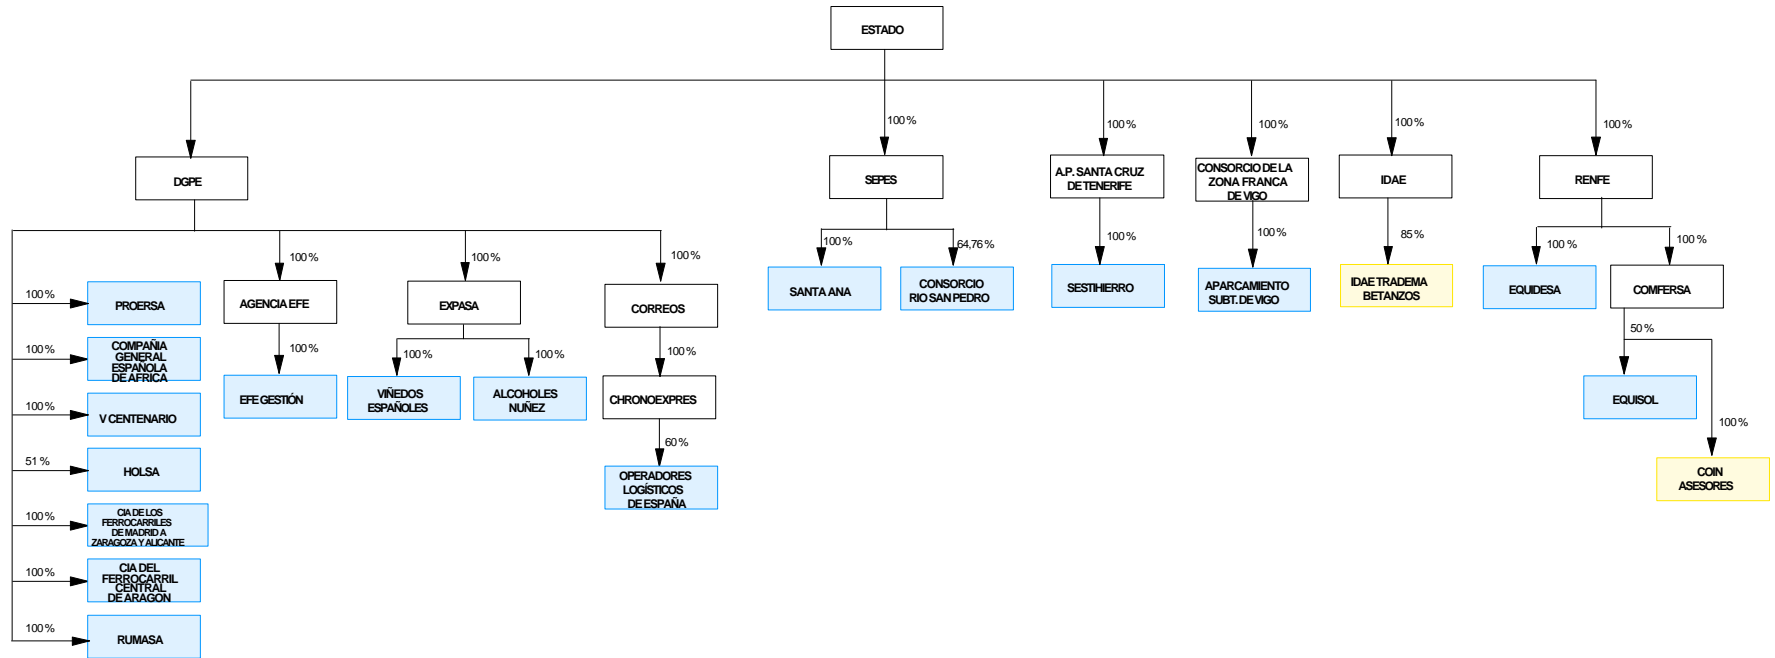 ESTADO
100 %
100 %
100 %
100 %
100 %
DGPE
SEPES
A.P. SANTA CRUZ
DE TENERIFE
CONSORCIO DE LA
ZONA FRANCA
DE VIGO
IDAE
RENFE
100 %
100 %
100 %
100 %
64,76 %
100 %
100 %
85 %
100 %
100 %
100 %
PROERSA
AGENCIA EFE
EXPASA
CORREOS
SANTA ANA
CONSORCIO
RIO SAN PEDRO
SESTIHIERRO
APARCAMIENTO
SUBT. DE VIGO
IDAE TRADEMA
BETANZOS
EQUIDESA
COMFERSA
100 %
COMPAÑIA
GENERAL
ESPAÑOLA
DE AFRICA
100 %
100 %
100 %
100 %
50 %
EFE GESTIÓN
VIÑEDOS
ESPAÑOLES
ALCOHOLES
NUÑEZ
CHRONOEXPRES
EQUISOL
100 %
V CENTENARIO
100 %
60 %
51 %
HOLSA
OPERADORES
LOGÍSTICOS
DE ESPAÑA
COIN
ASESORES
100 %
CIA DE LOS
FERROCARRILES
DE MADRID A
ZARAGOZA Y ALICANTE
100 %
CIA DEL
FERROCARRIL
CENTRAL
DE ARAGON
100 %
RUMASA